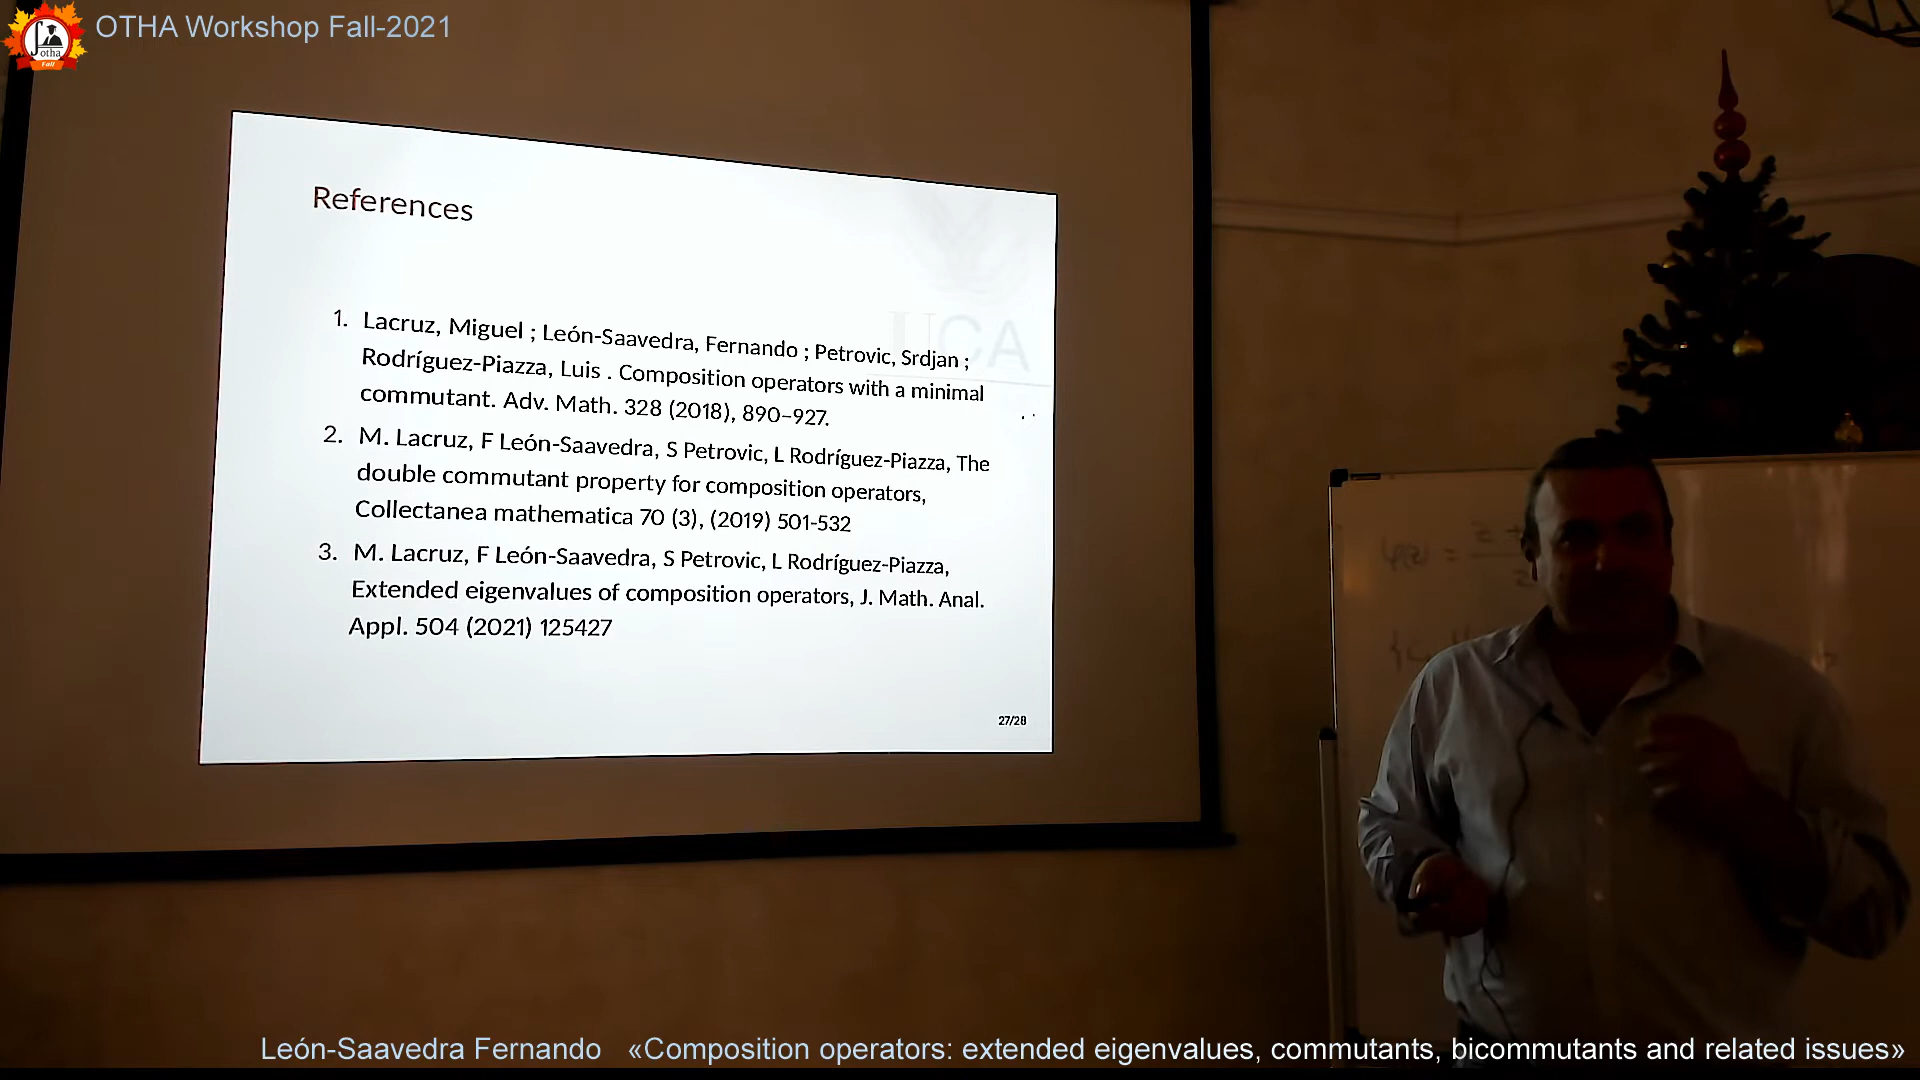 OTHA Workshop Fall-2021
otha
Fall
References
UCA
1. Lacruz, Miguel ; León-Saavedra, Fernando ; Petrovic, Srdjan ;
Rodríguez-Piazza, Luis . Composition operators with a minimal
commutant. Adv. Math. 328 (2018), 890–927.
2. M. Lacruz, F León-Saavedra, S Petrovic, L Rodríguez-Piazza, The
double commutant property for composition operators,
Collectanea mathematica 70 (3), (2019) 501-532
3. M. Lacruz, F León-Saavedra, S Petrovic, L Rodríguez-Piazza,
Extended eigenvalues of composition operators, J. Math. Anal.
Appl. 504 (2021) 125427
27/28
León-Saavedra Fernando «Composition operators: extended eigenvalues, commutants, bicommutants and related issues»